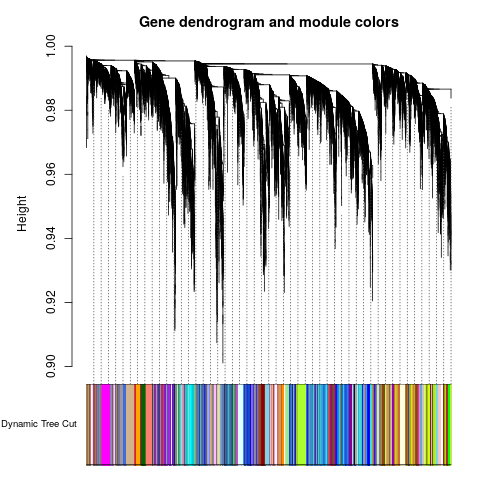 Gene dendrogram and module colors
Height
1.00
0.98
0.96
0.94
0.92
0.90
Dynamic Tree Cut